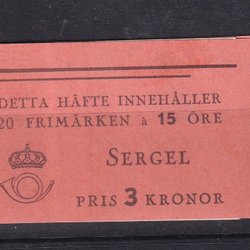 DETTA HÄFTE INNEHÅLLER
20 FRIMÄRKEN à 15 ÖRE
SERGEL
PRIS 3 KRONOR